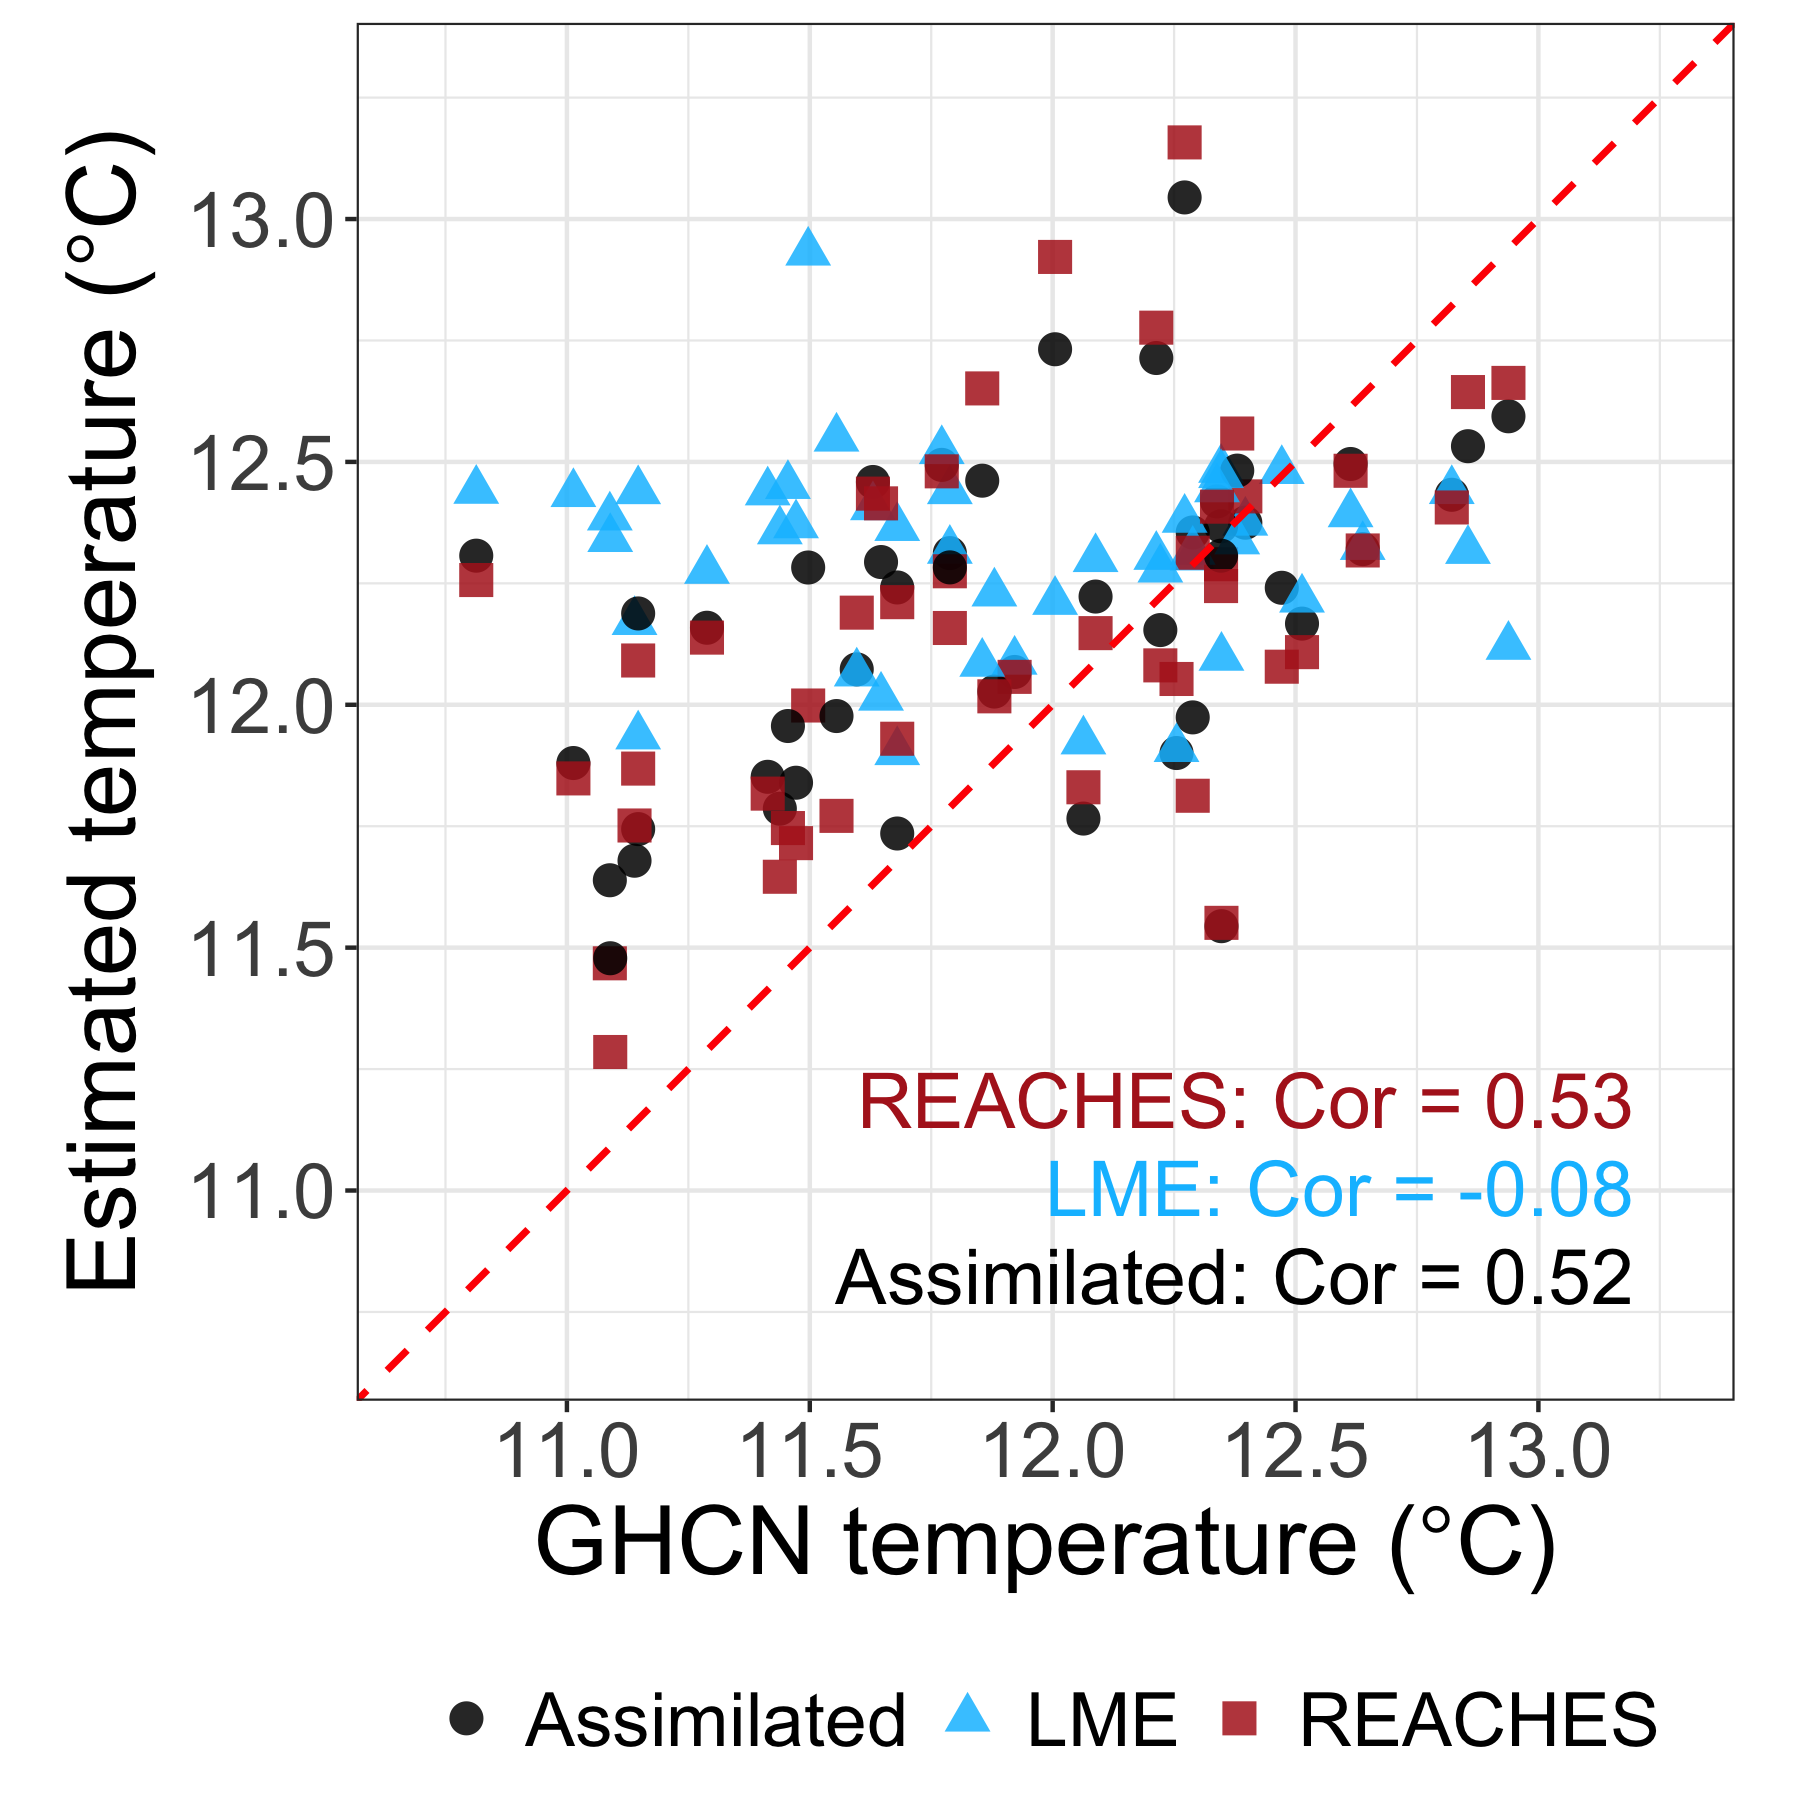 Estimated temperature (°C)
13.0
12.5
12.0
11.5
11.0
REACHES: Cor = 0.53
LME: Cor = -0.08
Assimilated: Cor = 0.52
11.0 11.5 12.0 12.5 13.0
GHCN temperature (°C)
Assimilated LME REACHES